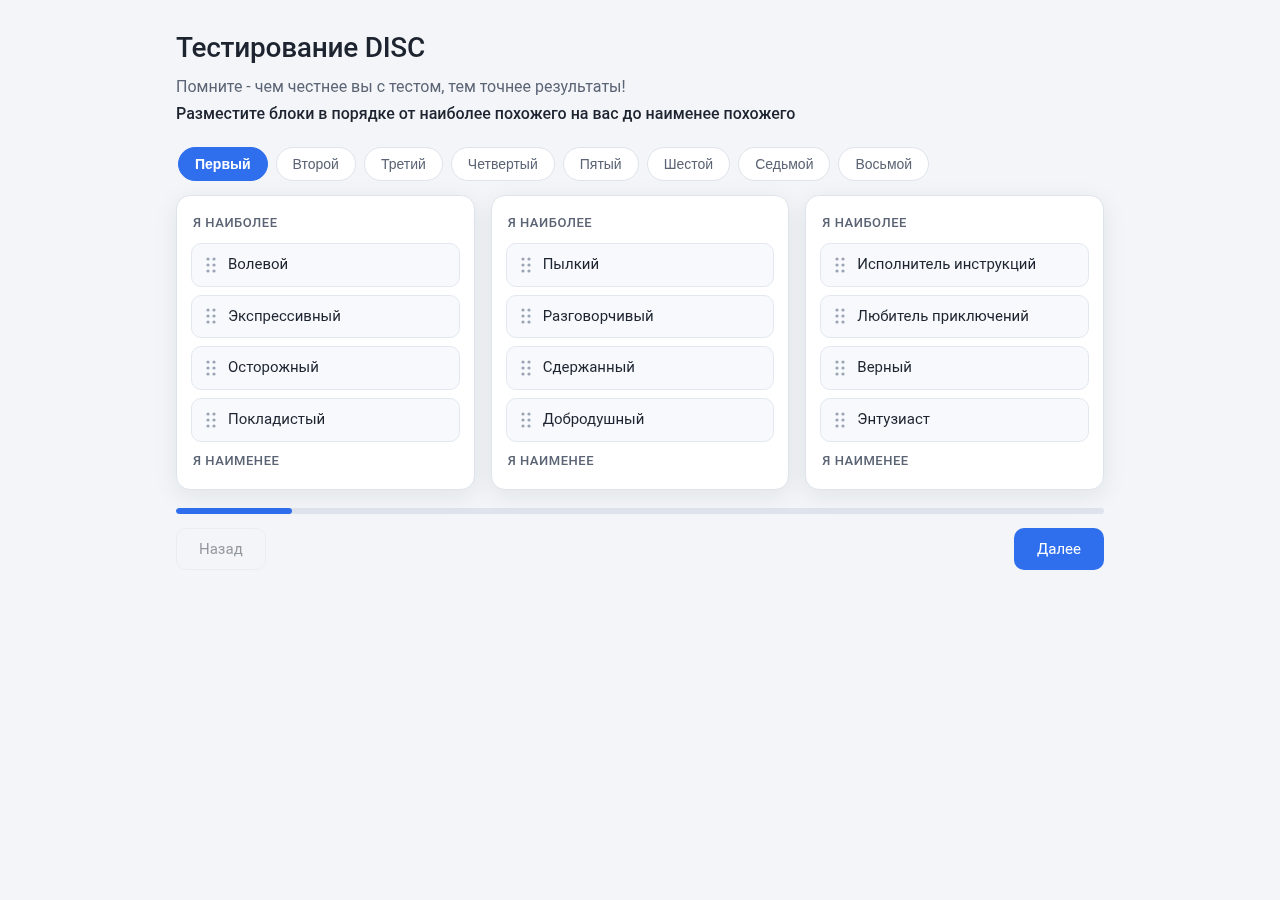 Тестирование DISC
Помните - чем честнее вы с тестом, тем точнее результаты!
Разместите блоки в порядке от наиболее похожего на вас до наименее похожего
Первый
Второй
Третий
Четвертый
Пятый
Шестой
Седьмой
Восьмой
Я НАИБОЛЕЕ
Волевой
Экспрессивный
Осторожный
Покладистый
Я НАИМЕНЕЕ
Я НАИБОЛЕЕ
Пылкий
Разговорчивый
Сдержанный
Добродушный
Я НАИМЕНЕЕ
Я НАИБОЛЕЕ
Исполнитель инструкций
Любитель приключений
Верный
Энтузиаст
Я НАИМЕНЕЕ
Назад
Далее